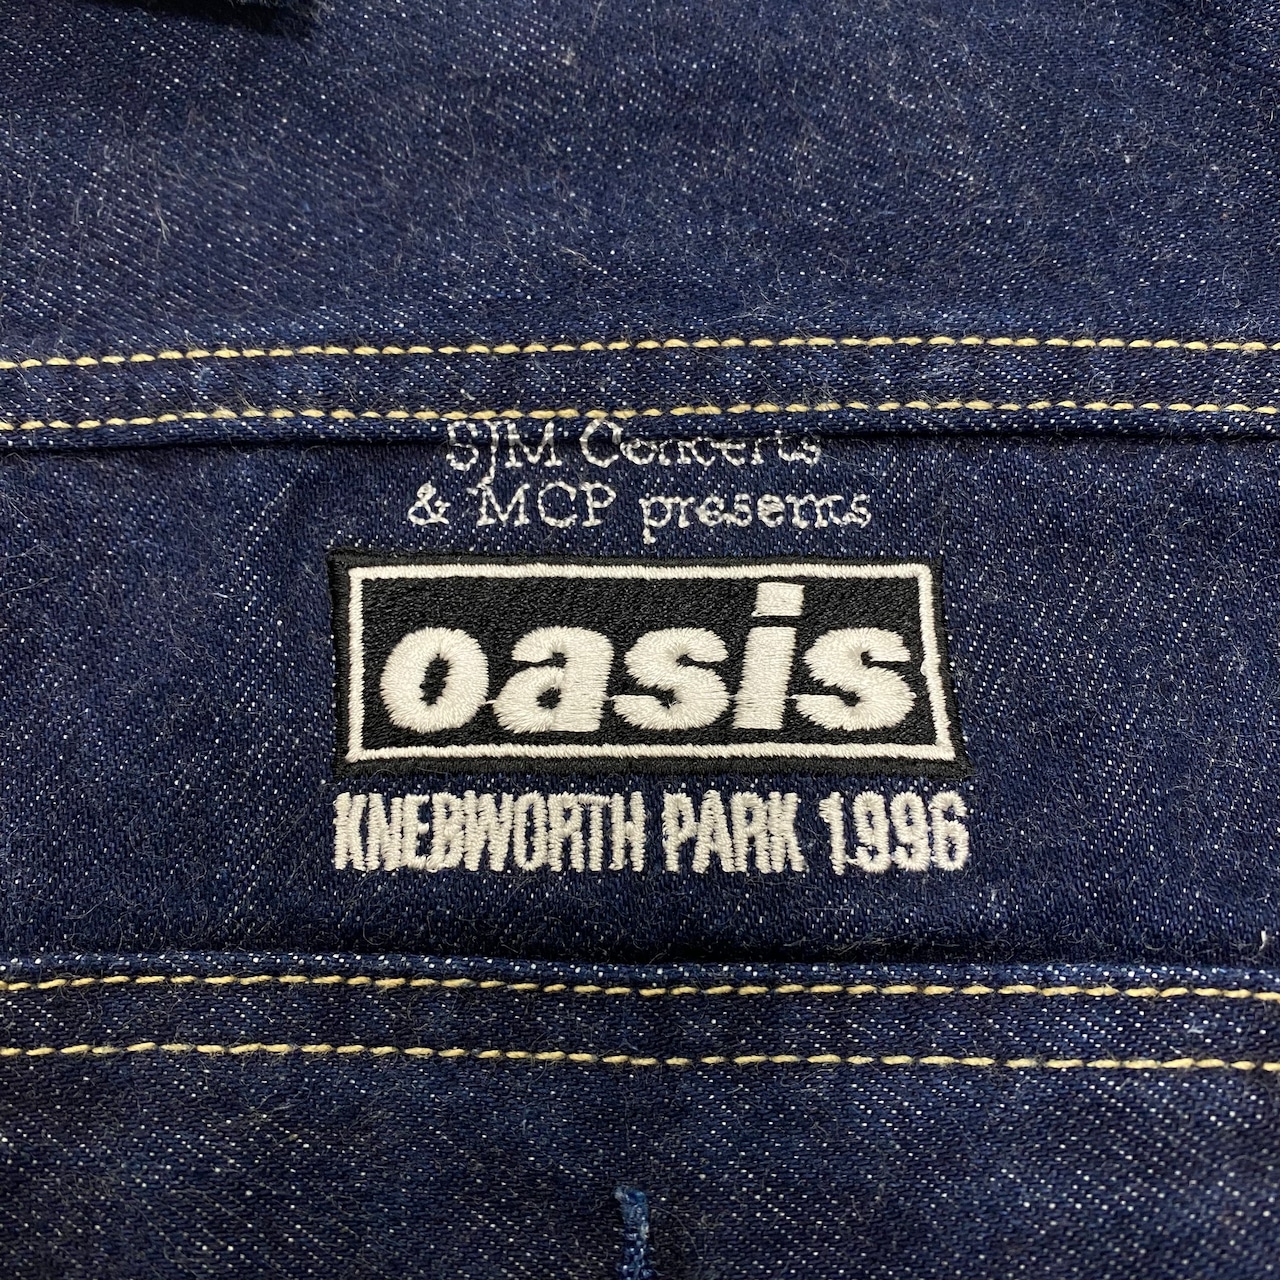 SJM Concerts
& MCP presents
oasis
KNEBWORTH PARK 1996